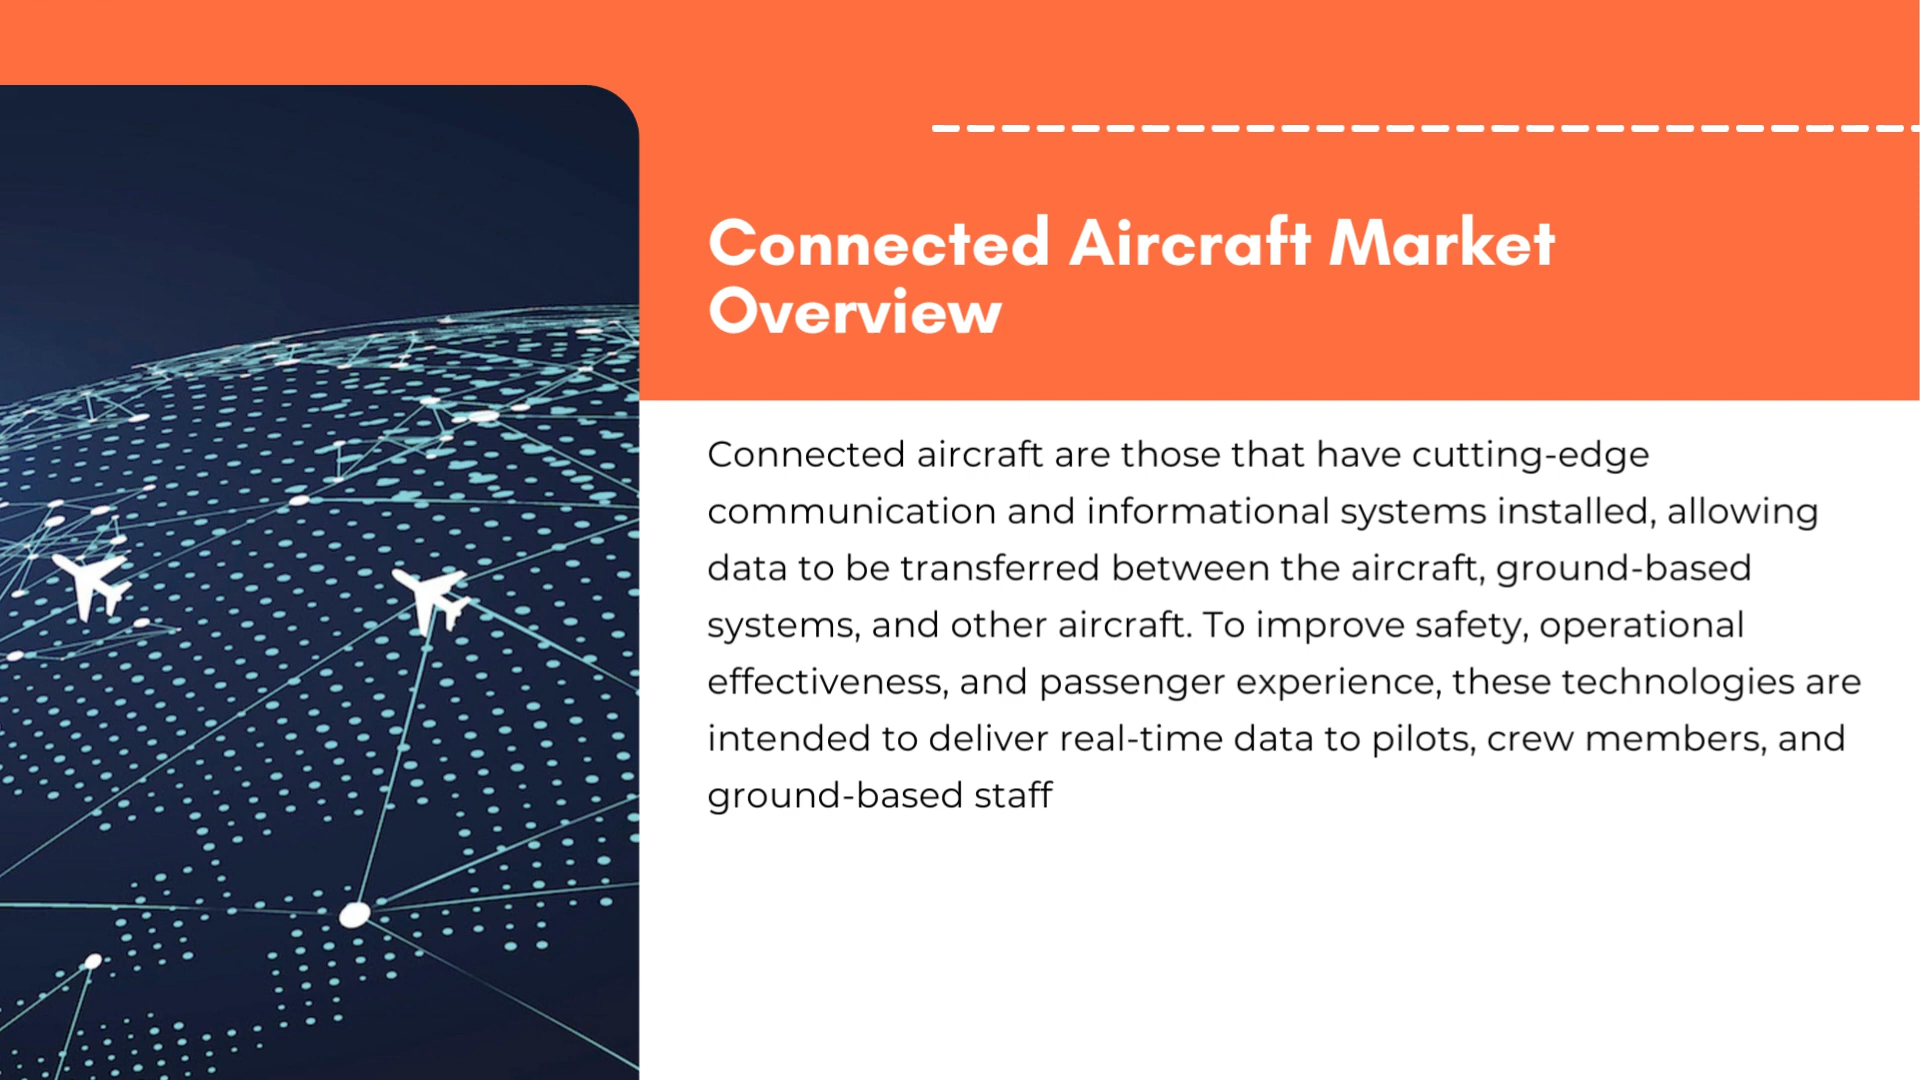 Connected Aircraft Market
Overview
Connected aircraft are those that have cutting-edge
communication and informational systems installed, allowing
data to be transferred between the aircraft, ground-based
systems, and other aircraft. To improve safety, operational
effectiveness, and passenger experience, these technologies are
intended to deliver real-time data to pilots, crew members, and
ground-based staff